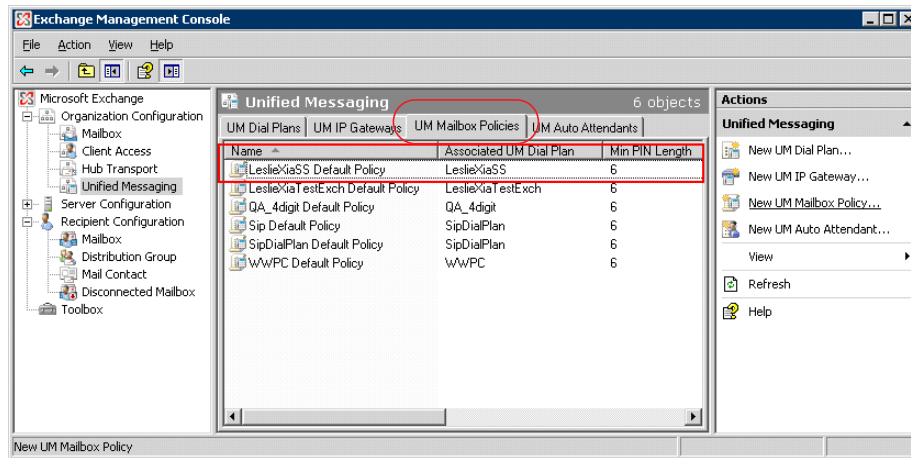 Exchange Management Console
File Action View Help
Microsoft Exchange
Organization Configuration
Mailbox
Client Access
Hub Transport
Unified Messaging
Server Configuration
Recipient Configuration
Mailbox
Distribution Group
Mail Contact
Disconnected Mailbox
Toolbox
Unified Messaging 6 objects
UM Dial Plans UM IP Gateways UM Mailbox Policies UM Auto Attendants
Name Associated UM Dial Plan Min PIN Length
LeslieXiaSS Default Policy LeslieXiaSS 6
LeslieXiaTestExch Default Policy LeslieXiaTestExch 6
QA_4digit Default Policy QA_4digit 6
Sip Default Policy SipDialPlan 6
SipDialPlan Default Policy SipDialPlan 6
WWPC Default Policy WWPC 6
Actions
Unified Messaging
New UM Dial Plan...
New UM IP Gateway...
New UM Mailbox Policy...
New UM Auto Attendant...
View
Refresh
Help
New UM Mailbox Policy